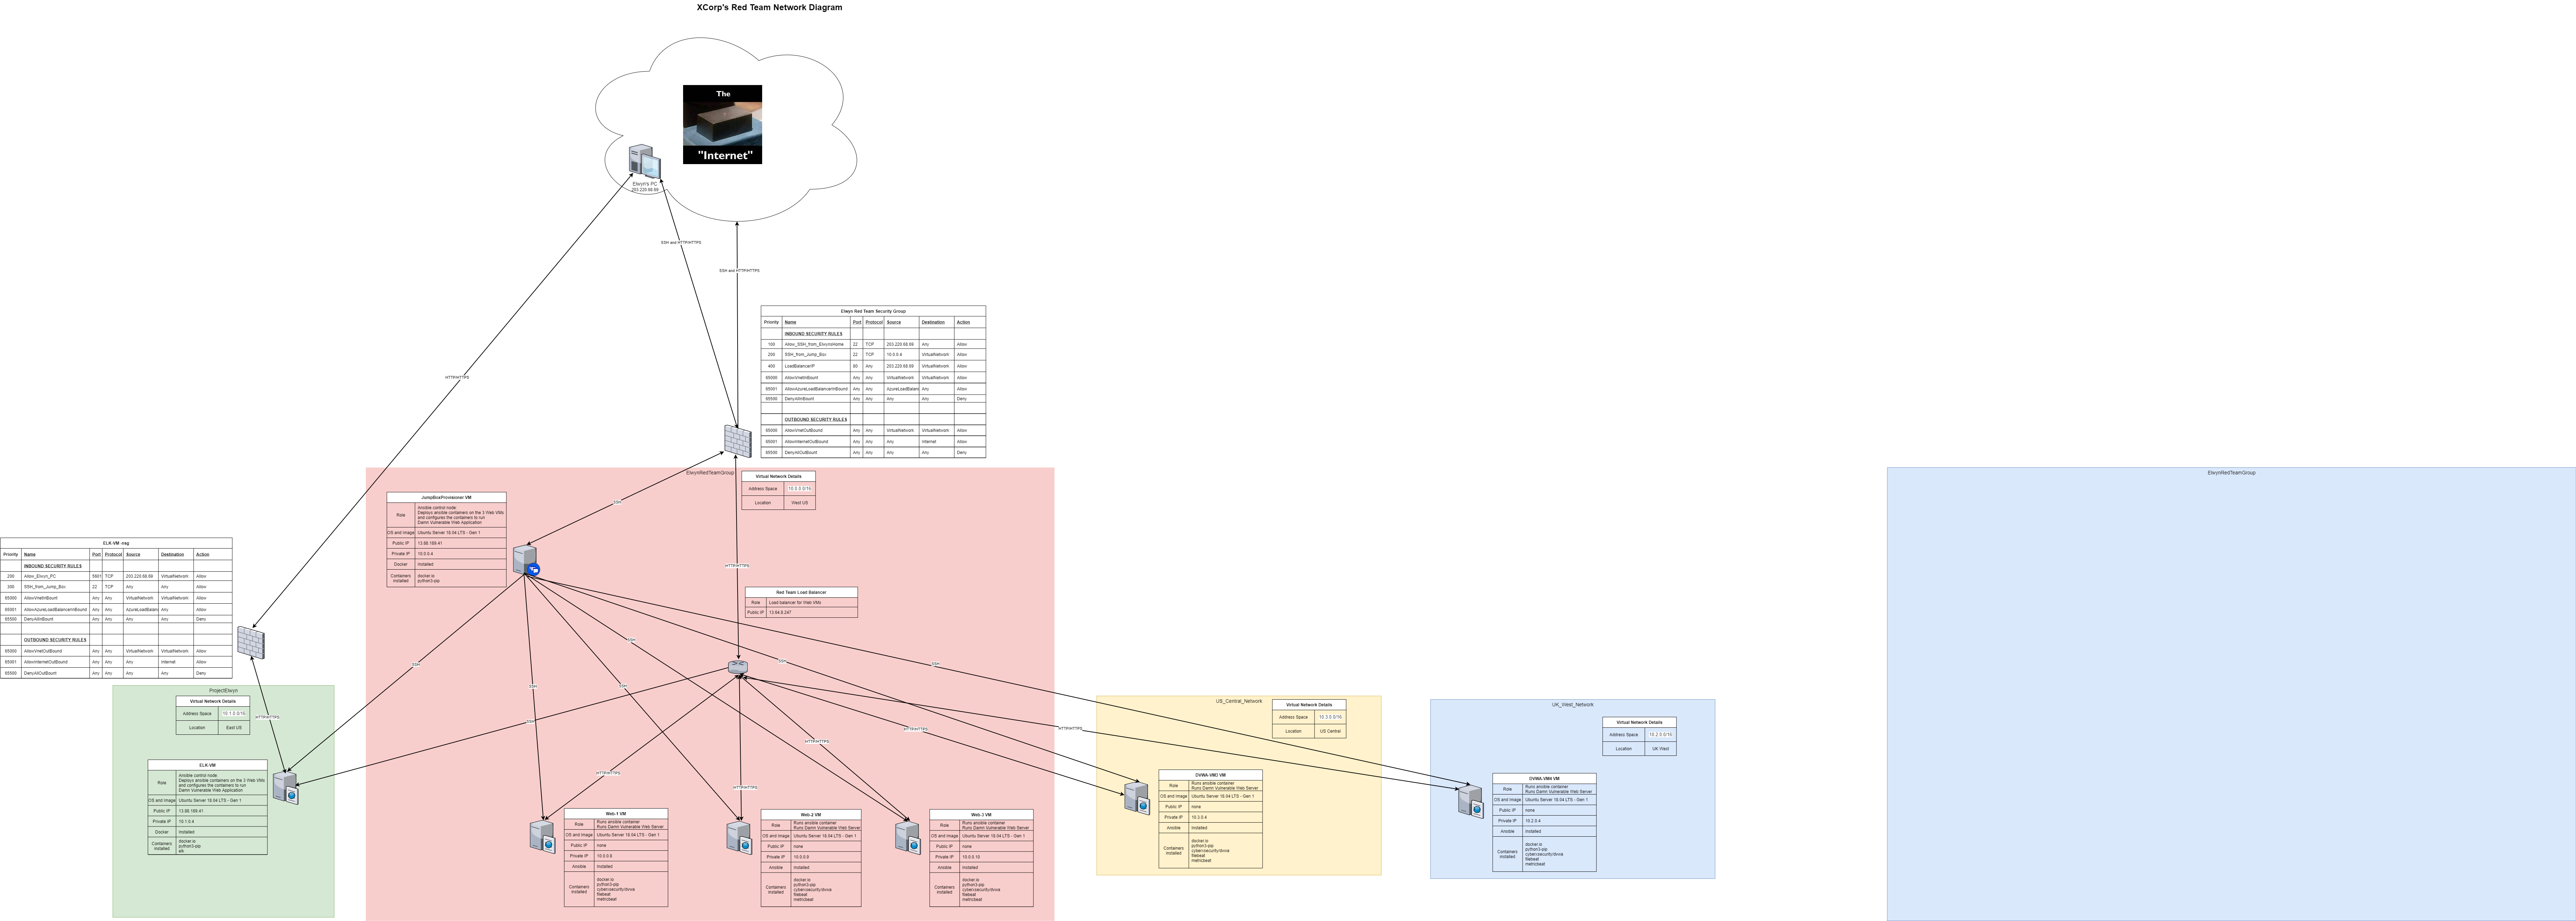 XCorp's Red Team Network Diagram
The
"Internet"
Elwyn's PC
203.220.68.69
SSH and HTTP/HTTPS
SSH and HTTP/HTTPS
HTTP/HTTPS
Elwyn Red Team Security Group
Priority Name Port Protocol Source Destination Action
INBOUND SECURITY RULES
100 Allow_SSH_from_ElwynsHome 22 TCP 203.220.68.69 Any Allow
200 SSH_from_Jump_Box 22 TCP 10.0.0.4 VirtualNetwork Allow
400 LoadBalancerIP 80 Any 203.220.68.69 VirtualNetwork Allow
65000 AllowVnetInBount Any Any VirtualNetwork VirtualNetwork Allow
65001 AllowAzureLoadBalancerInBound Any Any AzureLoadBalan Any Allow
65500 DenyAllInBount Any Any Any Any Deny
OUTBOUND SECURITY RULES
65000 AllowVnetOutBound Any Any VirtualNetwork VirtualNetwork Allow
65001 AllowInternetOutBound Any Any Any Internet Allow
65500 DenyAllOutBount Any Any Any Any Deny
ElwynRedTeamGroup
Virtual Network Details
Address Space 10.0.0.0/16
Location West US
SSH
JumpBoxProvisioner VM
Role Ansible control node:
Deploys ansible containers on the 3 Web VMs
and configures the containers to run
Damn Vulnerable Web Application
OS and Image Ubuntu Server 18.04 LTS - Gen 1
Public IP 13.88.189.41
Private IP 10.0.0.4
Docker Installed
Containers installed docker.io
python3-pip
HTTP/HTTPS
Red Team Load Balancer
Role Load balancer for Web VMs
Public IP 13.64.8.247
ELK-VM -nsg
Priority Name Port Protocol Source Destination Action
INBOUND SECURITY RULES
200 Allow_Elwyn_PC 5601 TCP 203.220.68.69 VirtualNetwork Allow
300 SSH_from_Jump_Box 22 TCP Any Any Allow
65000 AllowVnetInBount Any Any VirtualNetwork VirtualNetwork Allow
65001 AllowAzureLoadBalancerInBound Any Any AzureLoadBalan Any Allow
65500 DenyAllInBount Any Any Any Any Deny
OUTBOUND SECURITY RULES
65000 AllowVnetOutBound Any Any VirtualNetwork VirtualNetwork Allow
65001 AllowInternetOutBound Any Any Any Internet Allow
65500 DenyAllOutBount Any Any Any Any Deny
SSH
SSH
SSH
SSH
SSH
SSH
SSH
ProjectElwyn
Virtual Network Details
Address Space 10.1.0.0/16
Location East US
HTTP/HTTPS
ELK-VM
Role Ansible control node:
Deploys ansible containers on the 3 Web VMs
and configures the containers to run
Damn Vulnerable Web Application
OS and Image Ubuntu Server 18.04 LTS - Gen 1
Public IP 13.88.189.41
Private IP 10.1.0.4
Docker Installed
Containers installed docker.io
python3-pip
elk
HTTP/HTTPS
HTTP/HTTPS
HTTP/HTTPS
HTTP/HTTPS
HTTP/HTTPS
Web-1 VM
Role Runs ansible container
Runs Damn Vulnerable Web Server
OS and Image Ubuntu Server 18.04 LTS - Gen 1
Public IP none
Private IP 10.0.0.8
Ansible Installed
Containers installed docker.io
python3-pip
cyberxsecurity/dvwa
filebeat
metricbeat
Web-2 VM
Role Runs ansible container
Runs Damn Vulnerable Web Server
OS and Image Ubuntu Server 18.04 LTS - Gen 1
Public IP none
Private IP 10.0.0.9
Ansible Installed
Containers installed docker.io
python3-pip
cyberxsecurity/dvwa
filebeat
metricbeat
Web-3 VM
Role Runs ansible container
Runs Damn Vulnerable Web Server
OS and Image Ubuntu Server 18.04 LTS - Gen 1
Public IP none
Private IP 10.0.0.10
Ansible Installed
Containers installed docker.io
python3-pip
cyberxsecurity/dvwa
filebeat
metricbeat
US_Central_Network
Virtual Network Details
Address Space 10.3.0.0/16
Location US Central
DVWA-VM3 VM
Role Runs ansible container
Runs Damn Vulnerable Web Server
OS and Image Ubuntu Server 18.04 LTS - Gen 1
Public IP none
Private IP 10.3.0.4
Ansible Installed
Containers installed docker.io
python3-pip
cyberxsecurity/dvwa
filebeat
metricbeat
UK_West_Network
Virtual Network Details
Address Space 10.2.0.0/16
Location UK West
DVWA-VM4 VM
Role Runs ansible container
Runs Damn Vulnerable Web Server
OS and Image Ubuntu Server 18.04 LTS - Gen 1
Public IP none
Private IP 10.2.0.4
Ansible Installed
Containers installed docker.io
python3-pip
cyberxsecurity/dvwa
filebeat
metricbeat
ElwynRedTeamGroup